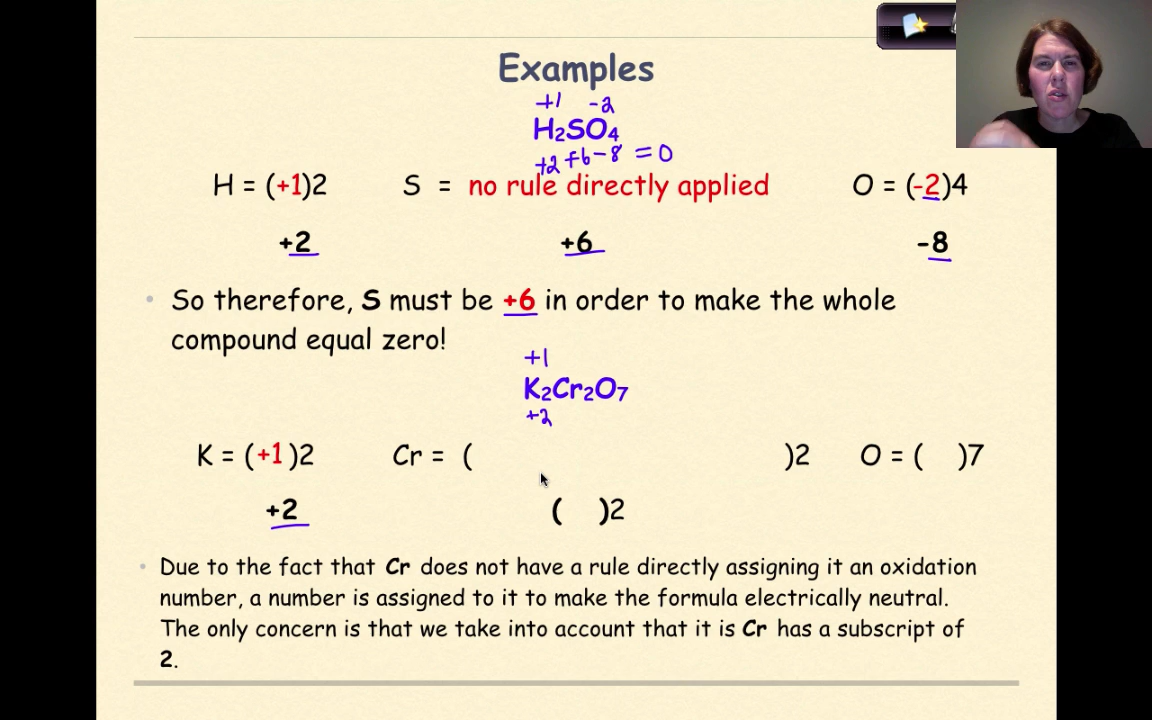 Examples
+1 -2
H₂SO₄
+2 +6 -8 = 0
H = (+1)2 S = no rule directly applied O = (-2)4
+2 +6 -8
• So therefore, S must be +6 in order to make the whole
compound equal zero!
+1
K₂Cr₂O₇
+2
K = (+1)2 Cr = ( )2 O = ( )7
+2 ( )2
• Due to the fact that Cr does not have a rule directly assigning it an oxidation
number, a number is assigned to it to make the formula electrically neutral.
The only concern is that we take into account that it is Cr has a subscript of
2.